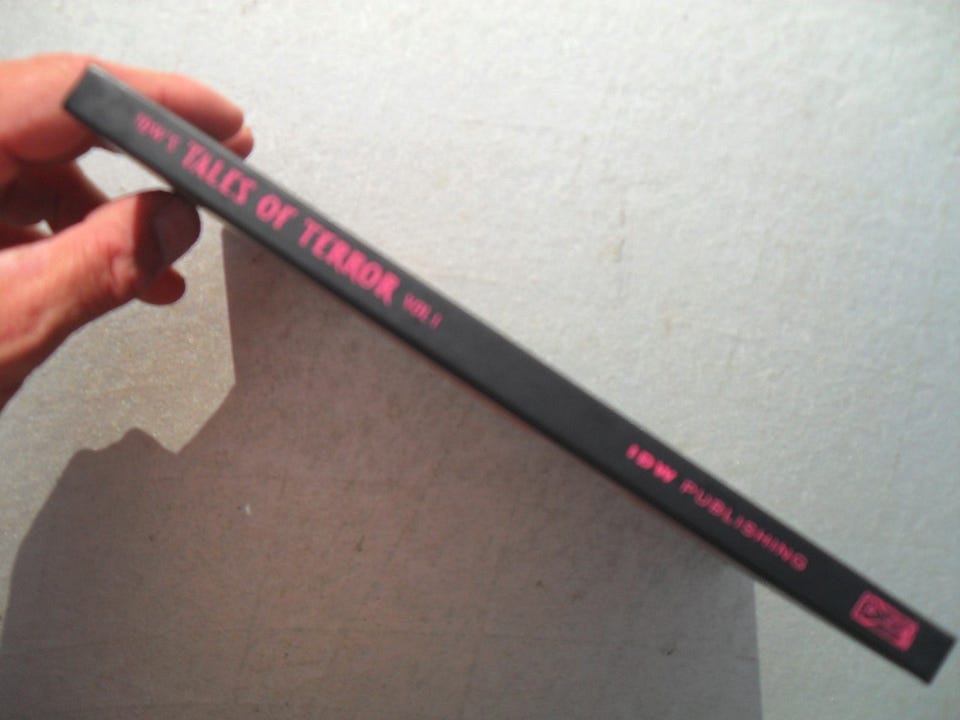 IDW'S TALES OF TERROR VOL. 1
IDW PUBLISHING